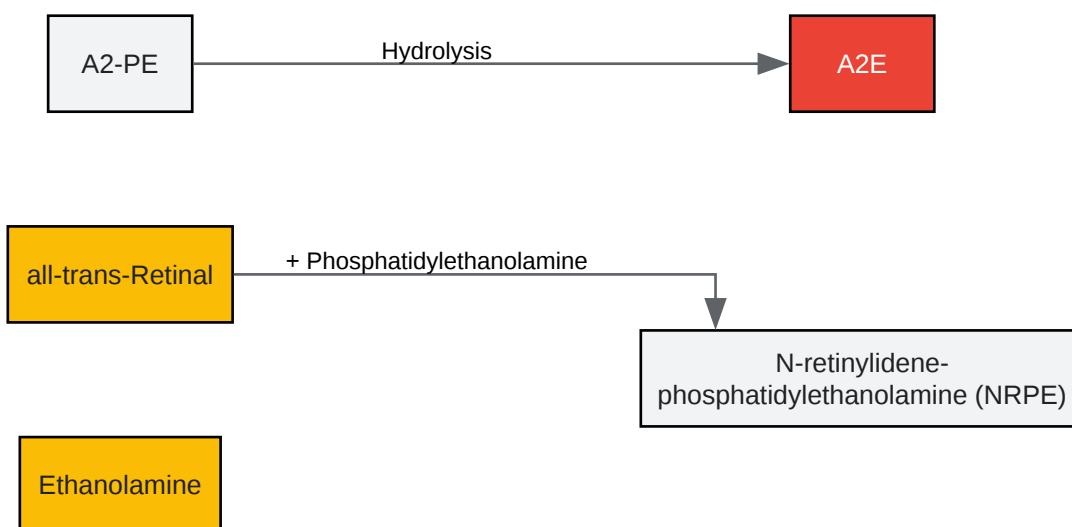 A2-PE
Hydrolysis
A2E
all-trans-Retinal
+ Phosphatidylethanolamine
N-retinylidene-
phosphatidylethanolamine (NRPE)
Ethanolamine